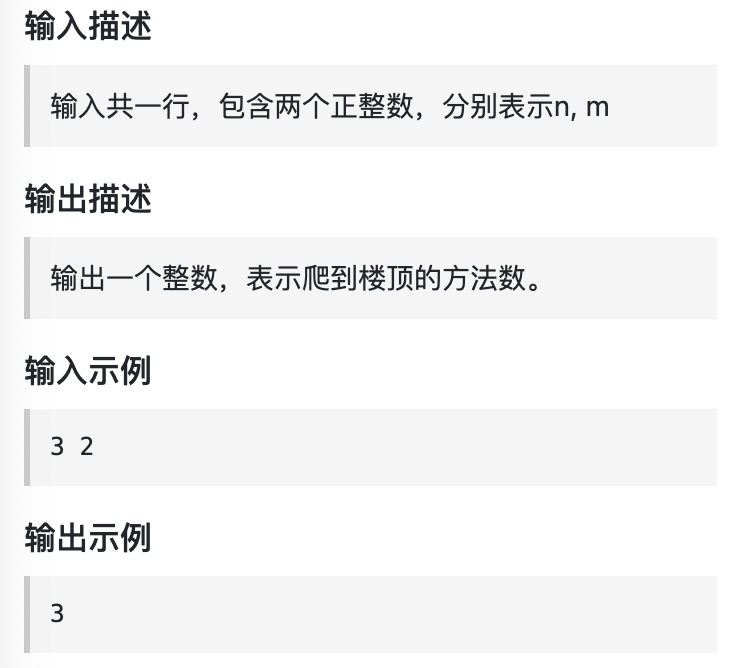 输入描述
输入共一行，包含两个正整数，分别表示n, m
输出描述
输出一个整数，表示爬到楼顶的方法数。
输入示例
3 2
输出示例
3